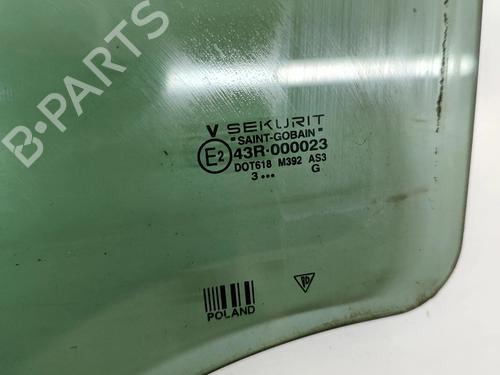 B-PARTS
V SEKURIT
"SAINT-GOBAIN"
E2 43R-000023
DOT618 M392 AS3
3 ••• G
POLAND